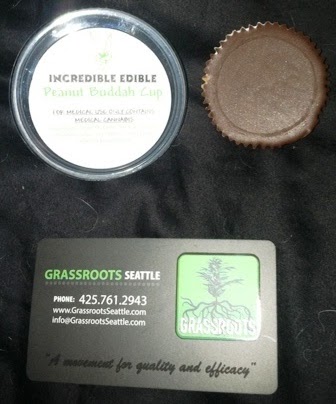 INCREDIBLE EDIBLE
Peanut Buddah Cup
FOR MEDICAL USE ONLY CONTAINS
MEDICAL CANNABIS
GRASSROOTS SEATTLE
PHONE: 425.761.2943
www.GrassrootsSeattle.com
info@GrassrootsSeattle.com
GRASSROOTS
"A movement for quality and efficacy"